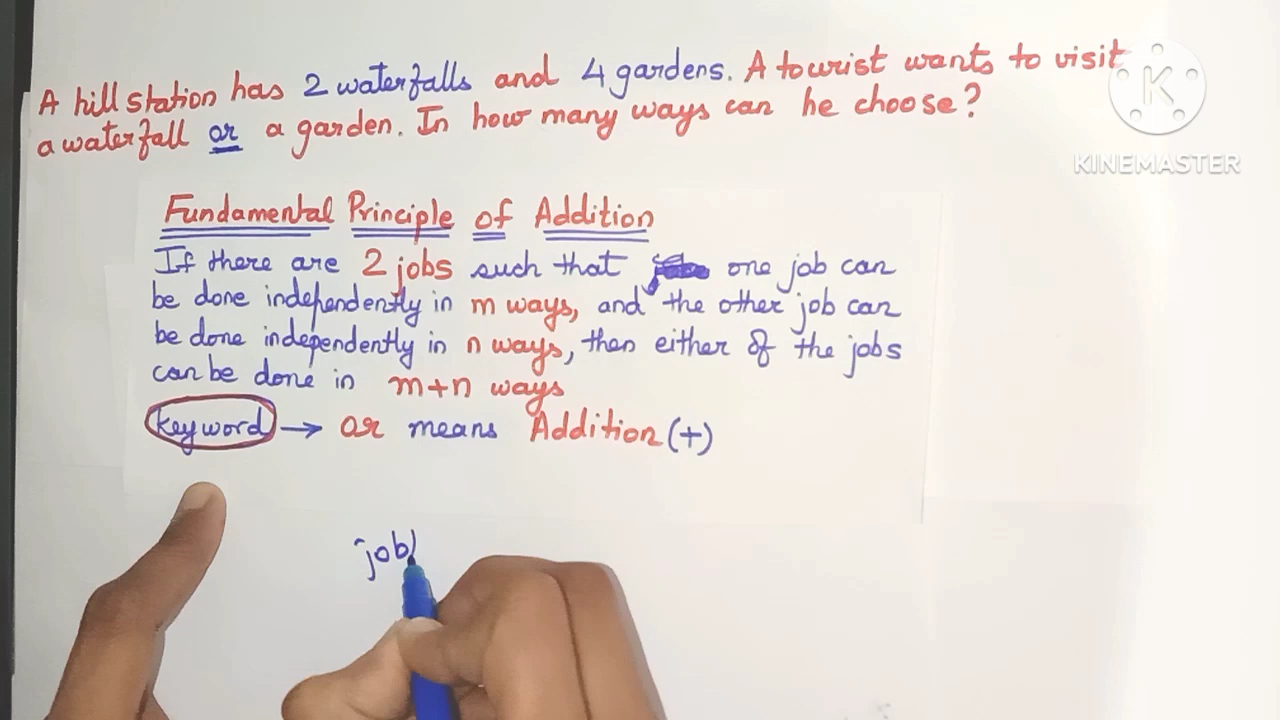 A hill station has 2 waterfalls and 4 gardens. A tourist wants to visit
a waterfall or a garden. In how many ways can he choose?
K
KINEMASTER
Fundamental Principle of Addition
If there are 2 jobs such that one job can
be done independently in m ways, and the other job can
be done independently in n ways, then either of the jobs
can be done in m+n ways
keyword → or means Addition (+)
job